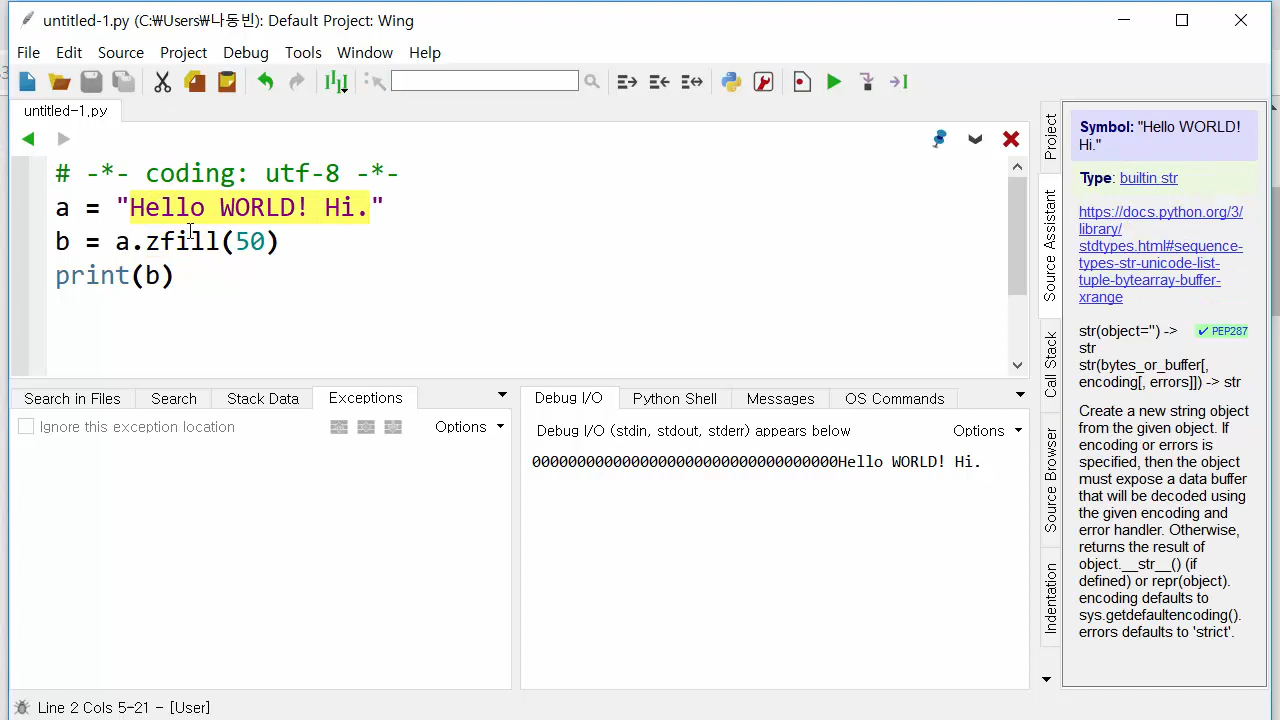 untitled-1.py (C:₩Users₩나동빈): Default Project: Wing
File Edit Source Project Debug Tools Window Help
untitled-1.py
# -*- coding: utf-8 -*-
a = "Hello WORLD! Hi."
b = a.zfill(50)
print(b)
Search in Files Search Stack Data Exceptions
Ignore this exception location Options
Debug I/O Python Shell Messages OS Commands
Debug I/O (stdin, stdout, stderr) appears below Options
0000000000000000000000000000000000Hello WORLD! Hi.
Project
Source Assistant
Call Stack
Source Browser
Indentation
Symbol: "Hello WORLD!
Hi."
Type: builtin str
https://docs.python.org/3/
library/
stdtypes.html#sequence-
types-str-unicode-list-
tuple-bytearray-buffer-
xrange
str(object='') -> ✓ PEP287
str
str(bytes_or_buffer[,
encoding[, errors]]) -> str
Create a new string object
from the given object. If
encoding or errors is
specified, then the object
must expose a data buffer
that will be decoded using
the given encoding and
error handler. Otherwise,
returns the result of
object.__str__() (if
defined) or repr(object).
encoding defaults to
sys.getdefaultencoding().
errors defaults to 'strict'.
Line 2 Cols 5-21 - [User]